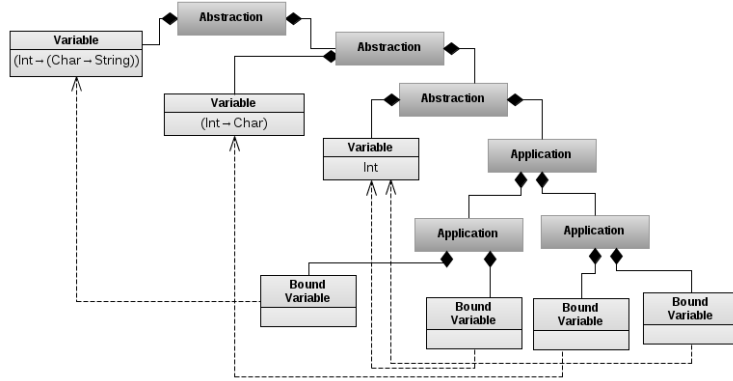 Abstraction
Variable
(Int→(Char→String))
Abstraction
Abstraction
Variable
(Int→Char)
Variable
Int
Application
Application
Application
Bound
Variable
Bound
Variable
Bound
Variable
Bound
Variable